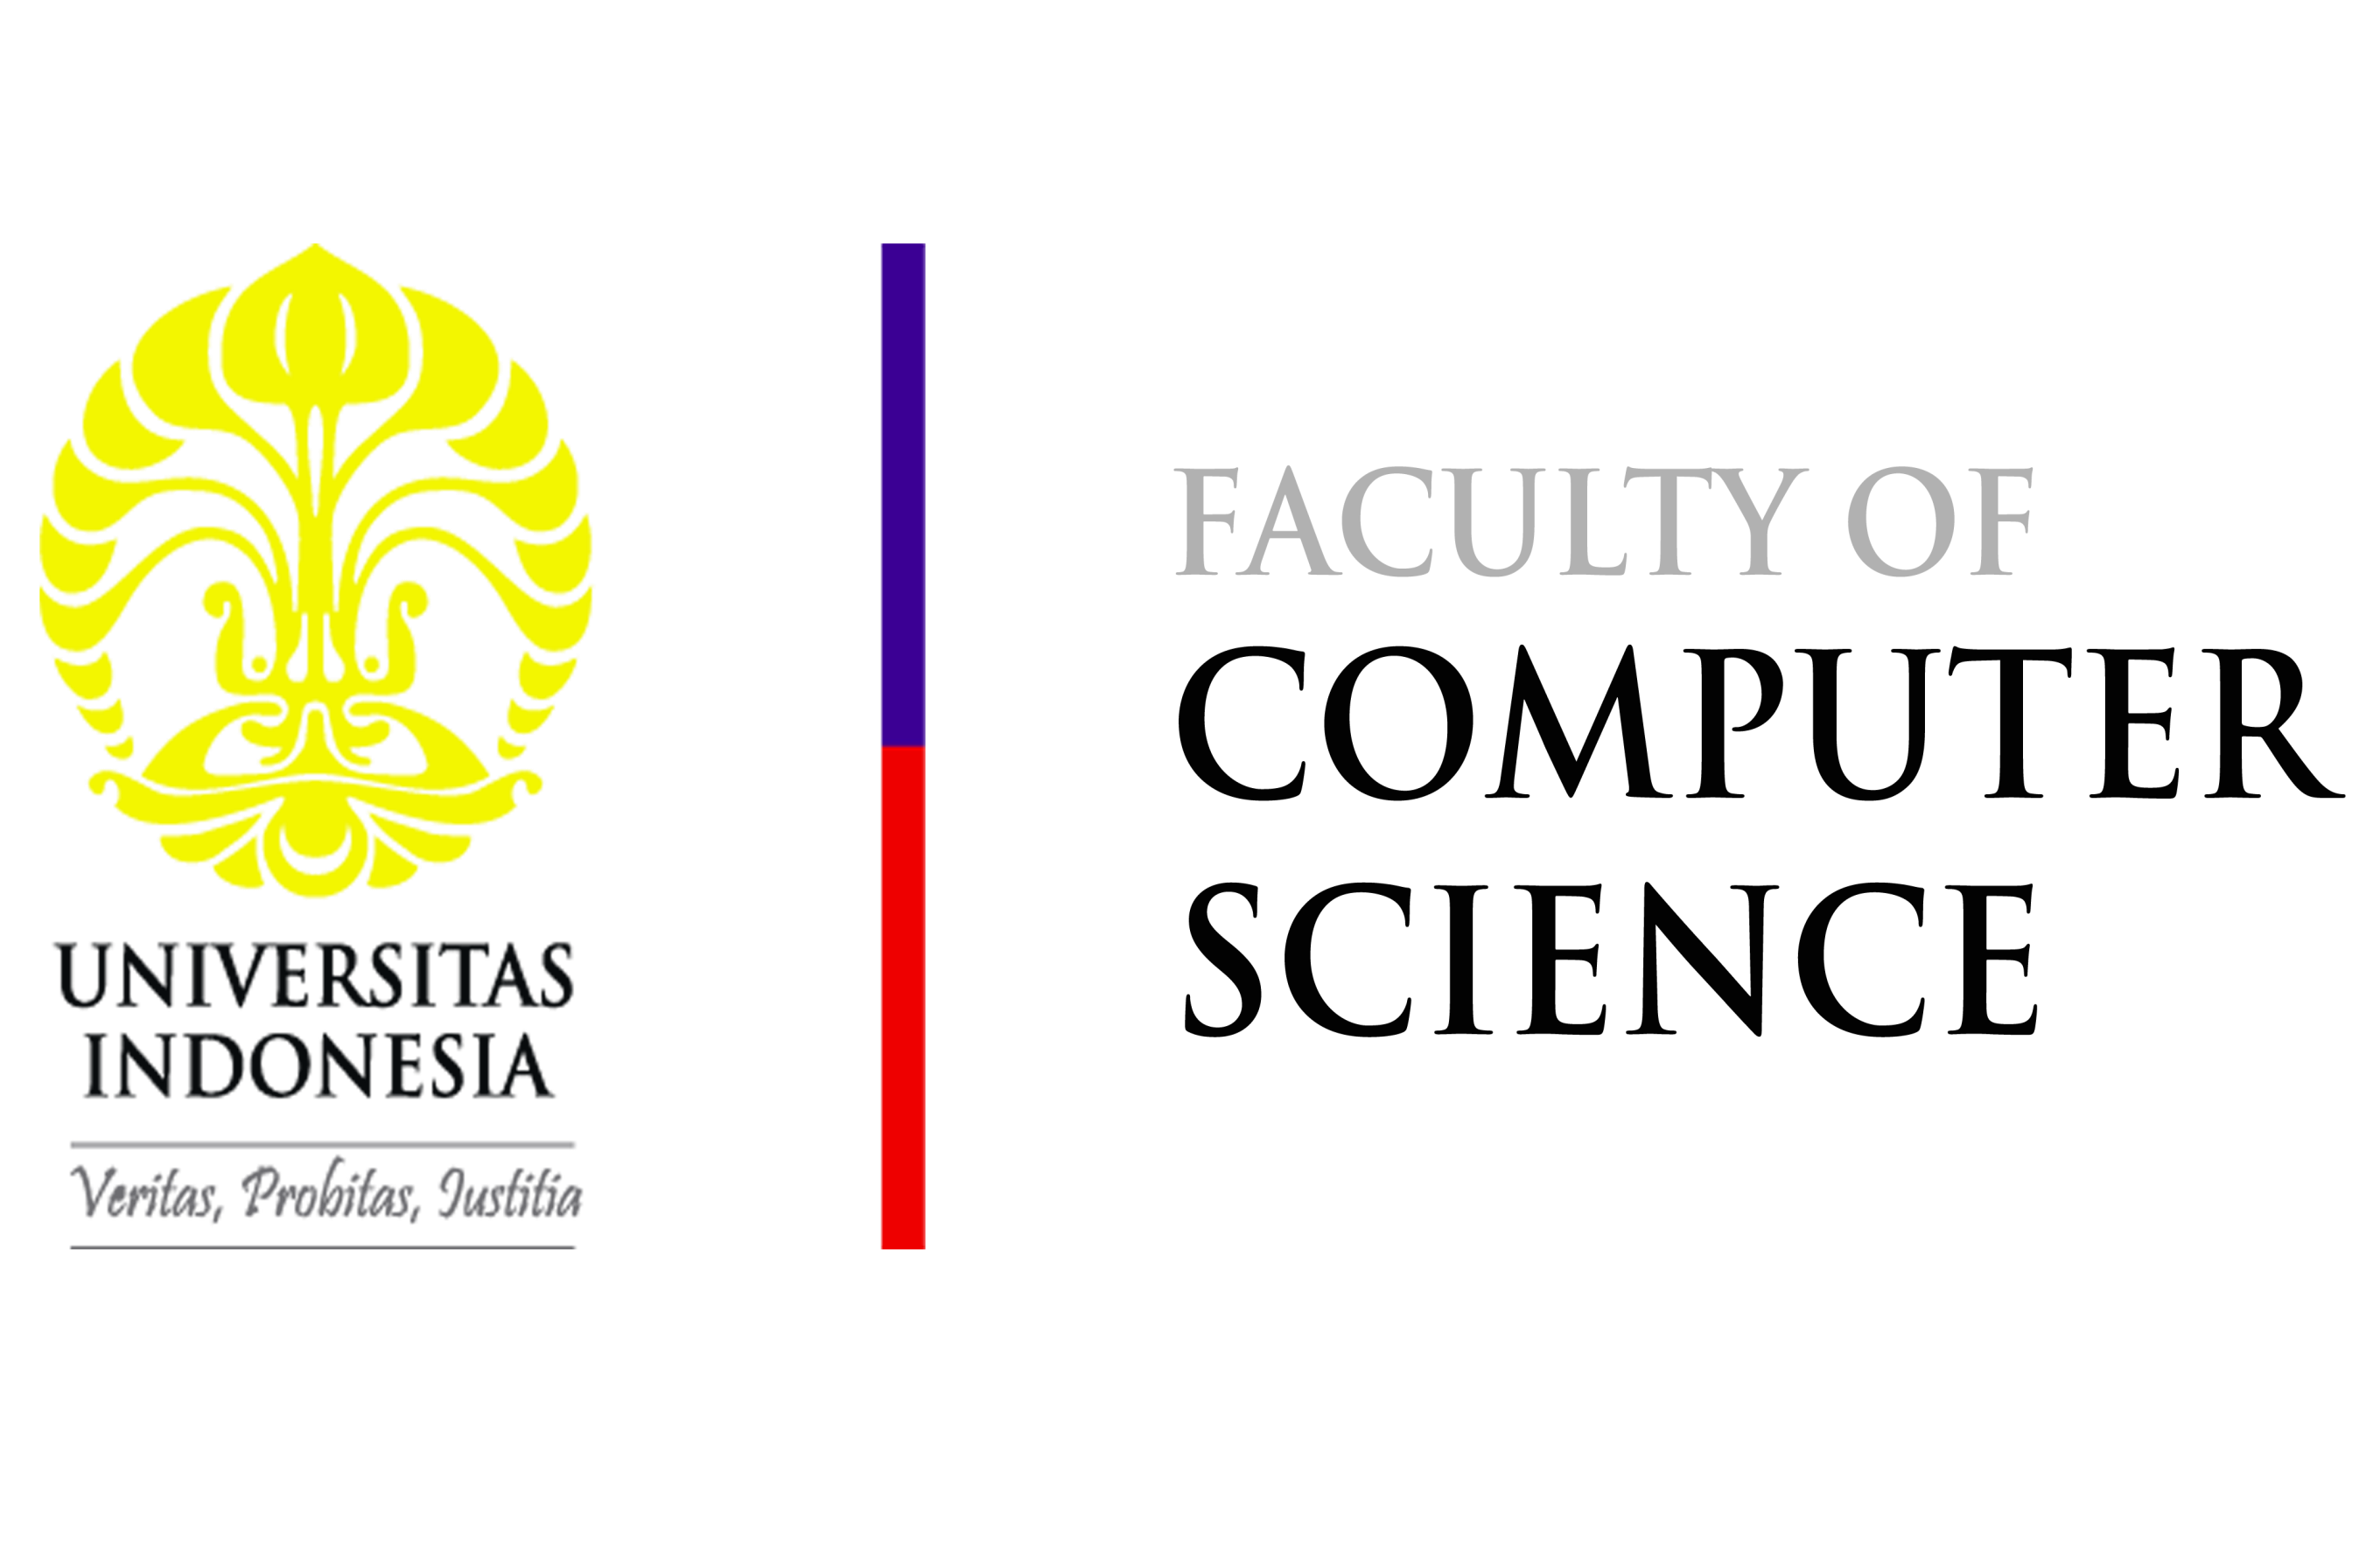 UNIVERSITAS
INDONESIA
Veritas, Probitas, Iustitia
FACULTY OF
COMPUTER
SCIENCE